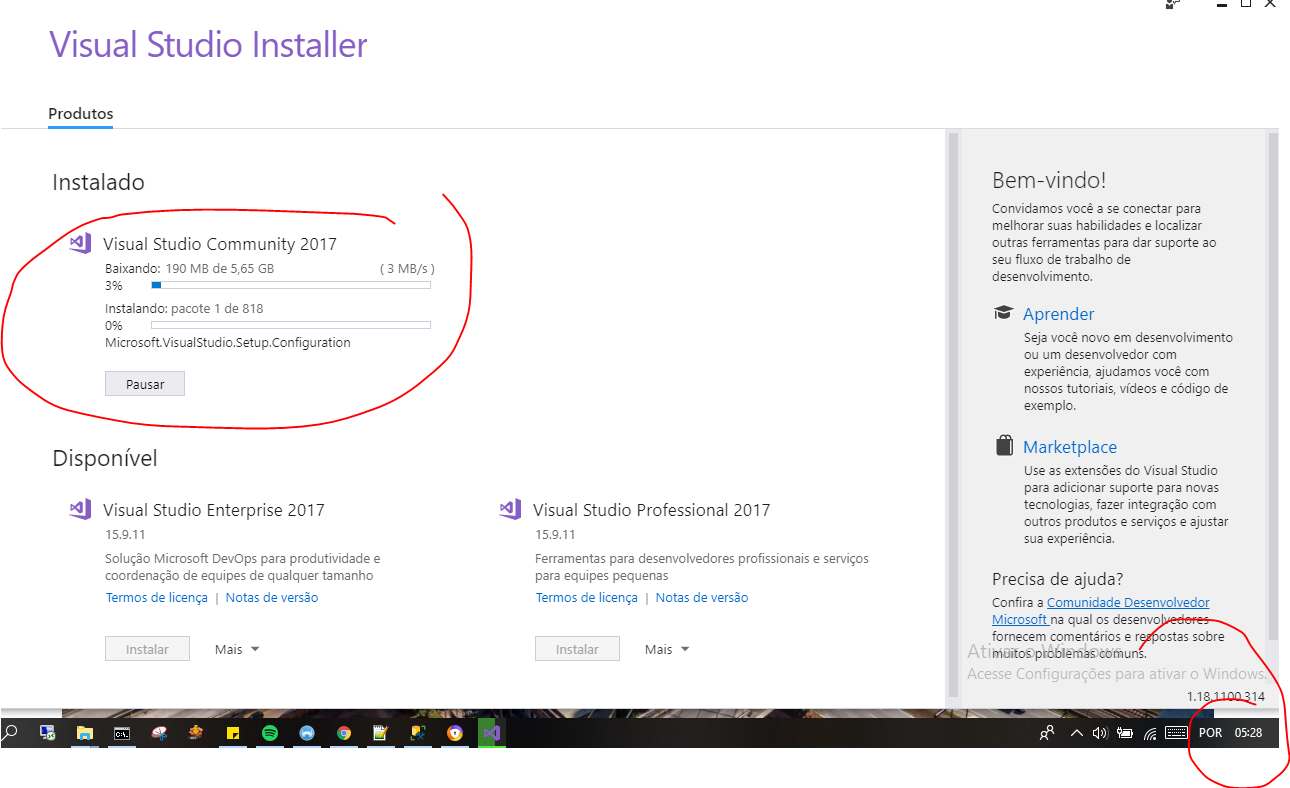 Visual Studio Installer
Produtos
Instalado
Visual Studio Community 2017
Baixando: 190 MB de 5,65 GB
( 3 MB/s )
3%
Instalando: pacote 1 de 818
0%
Microsoft.VisualStudio.Setup.Configuration
Pausar
Disponível
Visual Studio Enterprise 2017
15.9.11
Solução Microsoft DevOps para produtividade e
coordenação de equipes de qualquer tamanho
Termos de licença | Notas de versão
Instalar
Mais
Visual Studio Professional 2017
15.9.11
Ferramentas para desenvolvedores profissionais e serviços
para equipes pequenas
Termos de licença | Notas de versão
Instalar
Mais
Bem-vindo!
Convidamos você a se conectar para
melhorar suas habilidades e localizar
outras ferramentas para dar suporte ao
seu fluxo de trabalho de
desenvolvimento.
Aprender
Seja você novo em desenvolvimento
ou um desenvolvedor com
experiência, ajudamos você com
nossos tutoriais, vídeos e código de
exemplo.
Marketplace
Use as extensões do Visual Studio
para adicionar suporte para novas
tecnologias, fazer integração com
outros produtos e serviços e ajustar
sua experiência.
Precisa de ajuda?
Confira a Comunidade Desenvolvedor
Microsoft na qual os desenvolvedores
fornecem comentários e respostas sobre
muitos problemas comuns.
Ativar o Windows
Acesse Configurações para ativar o Windows.
1.18.1100.314
POR
05:28